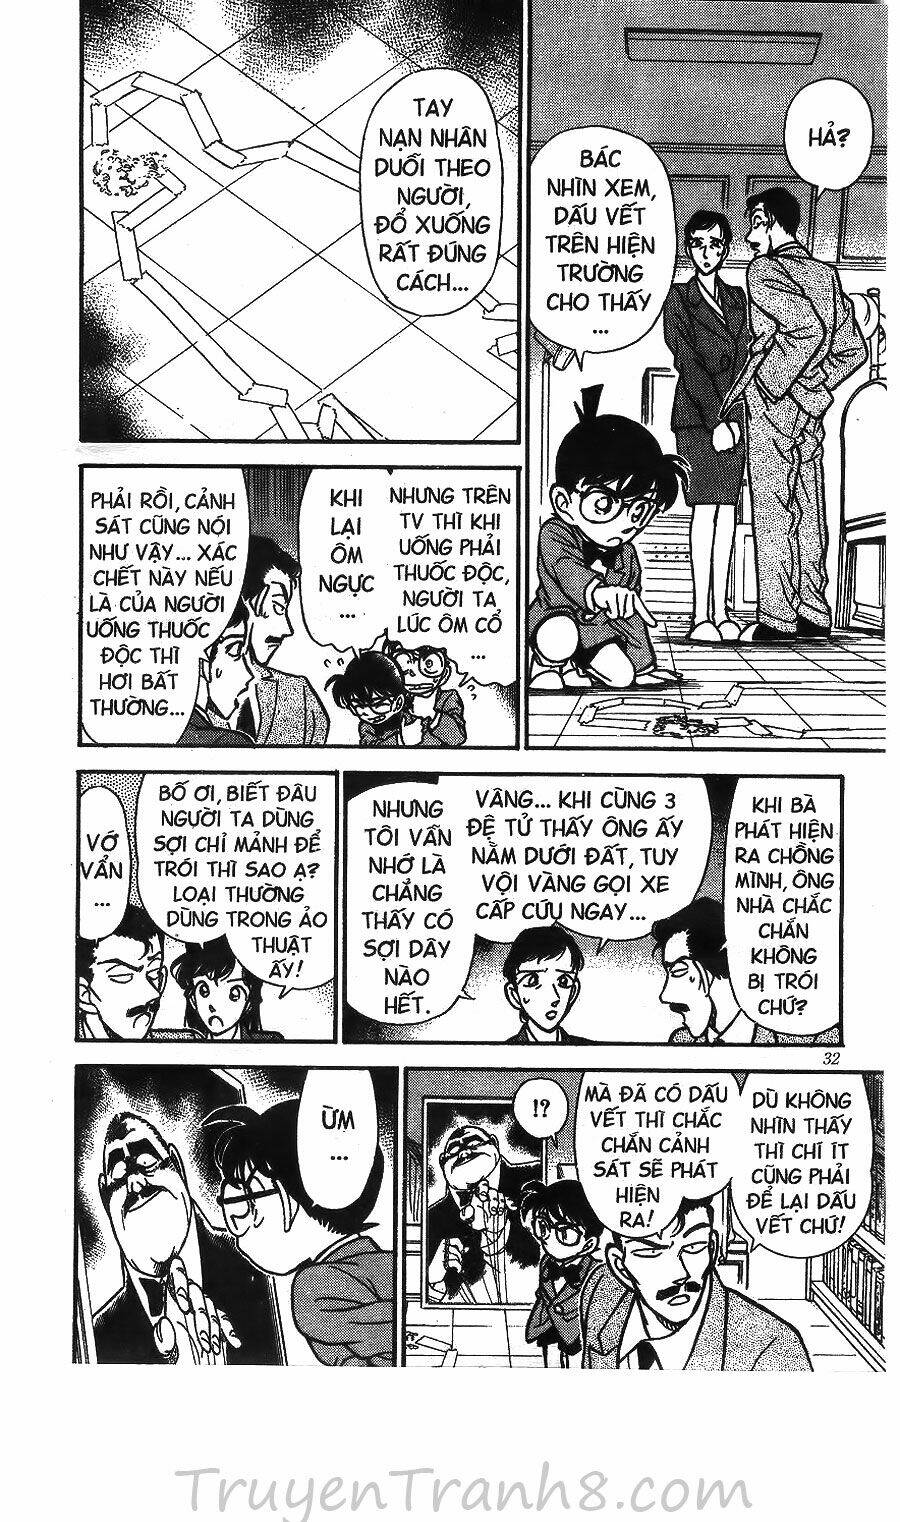 HẢ?
BÁC
NHÌN XEM,
DẤU VẾT
TRÊN HIỆN
TRƯỜNG
CHO THẤY
...
TAY
NẠN NHÂN
DUỖI THEO
NGƯỜI,
ĐỔ XUỐNG
RẤT ĐÚNG
CÁCH...
NHƯNG TRÊN
TV THÌ KHI
UỐNG PHẢI
THUỐC ĐỘC,
NGƯỜI TA
LÚC ÔM CỔ
...
KHI
LẠI
ÔM
NGỰC
...
PHẢI RỒI, CẢNH
SÁT CŨNG NÓI
NHƯ VẬY... XÁC
CHẾT NÀY NẾU
LÀ CỦA NGƯỜI
UỐNG THUỐC
ĐỘC THÌ
HƠI BẤT
THƯỜNG...
KHI BÀ
PHÁT HIỆN
RA CHỒNG
MÌNH, ÔNG
NHÀ CHẮC
CHẮN
KHÔNG
BỊ TRÓI
CHỨ?
VÂNG... KHI CÙNG 3
ĐỆ TỬ THẤY ÔNG ẤY
NẰM DƯỚI ĐẤT, TUY
VỘI VÀNG GỌI XE
CẤP CỨU NGAY...
NHƯNG
TÔI VẪN
NHỚ LÀ
CHẲNG
THẤY CÓ
SỢI DÂY
NÀO
HẾT.
BỐ ƠI, BIẾT ĐÂU
NGƯỜI TA DÙNG
SỢI CHỈ MẢNH ĐỂ
TRÓI THÌ SAO Ạ?
LOẠI THƯỜNG
DÙNG TRONG ẢO
THUẬT
ẤY!
VỚ
VẨN
...
32
DÙ KHÔNG
NHÌN THẤY
THÌ CHÍ ÍT
CŨNG PHẢI
ĐỂ LẠI DẤU
VẾT CHỨ!
MÀ ĐÃ CÓ DẤU
VẾT THÌ CHẮC
CHẮN CẢNH
SÁT SẼ PHÁT
HIỆN
RA!
!?
ỪM
...
TruyenTranh8.com